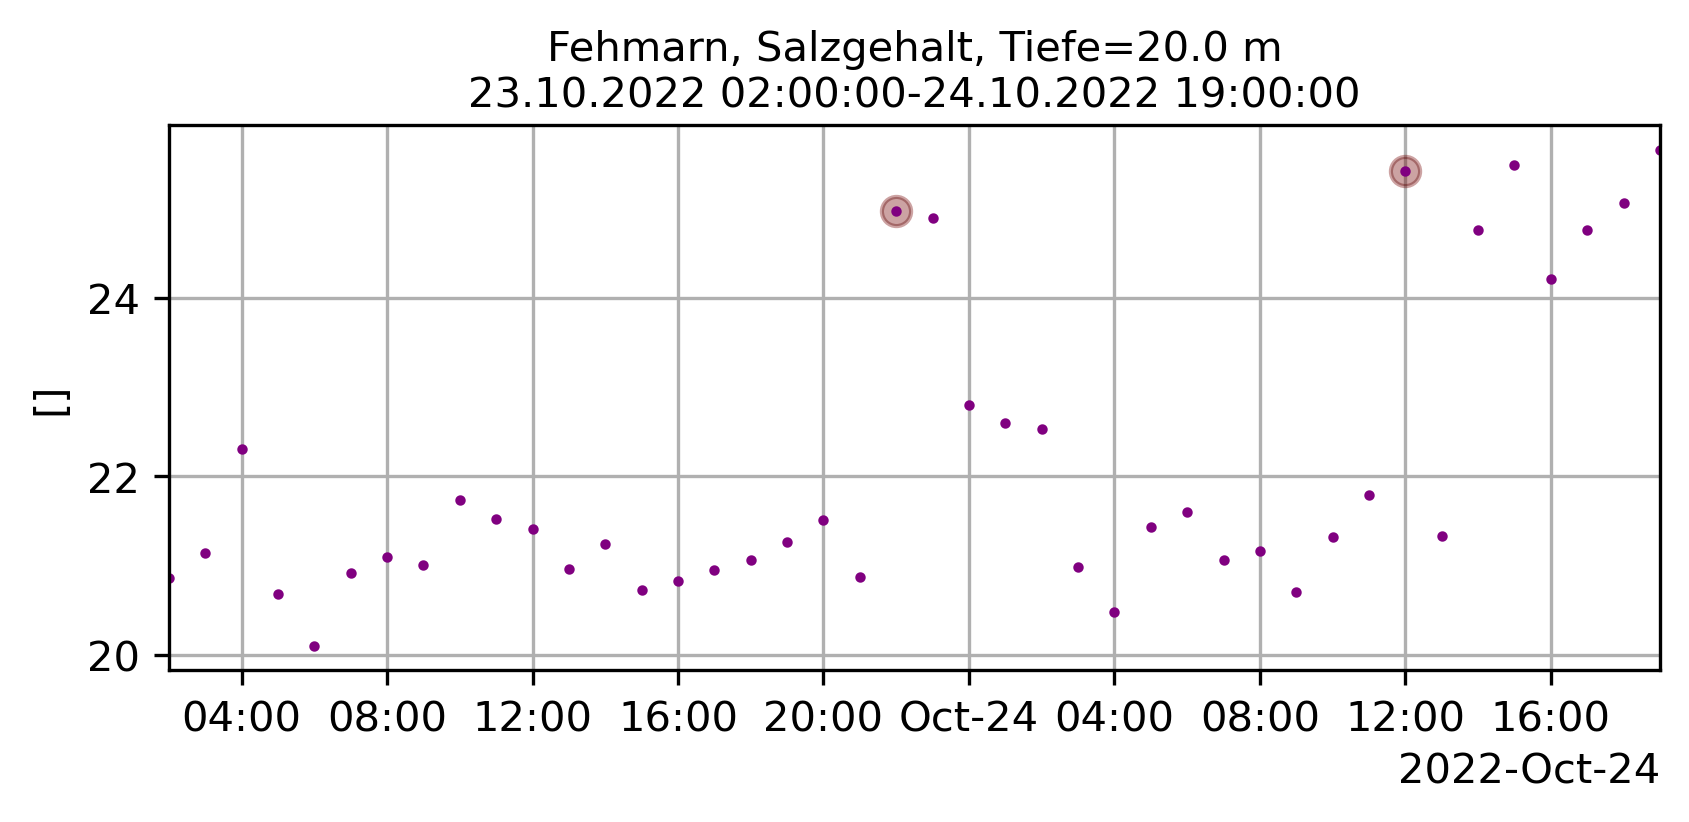 Fehmarn, Salzgehalt, Tiefe=20.0 m
23.10.2022 02:00:00-24.10.2022 19:00:00
24
22
20
[]
04:00 08:00 12:00 16:00 20:00 Oct-24 04:00 08:00 12:00 16:00
2022-Oct-24